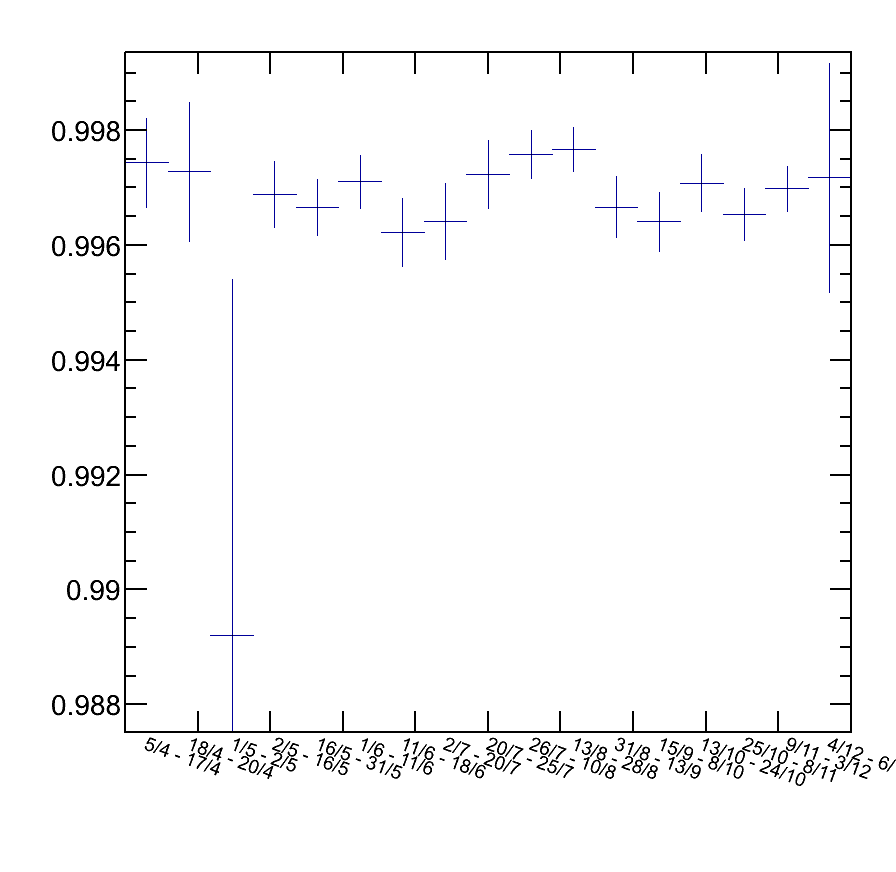 0.998
0.996
0.994
0.992
0.99
0.988
5/4 - 17/4
18/4 - 20/4
1/5 - 2/5
2/5 - 16/5
16/5 - 31/5
1/6 - 11/6
11/6 - 18/6
2/7 - 20/7
20/7 - 25/7
26/7 - 10/8
13/8 - 28/8
31/8 - 13/9
15/9 - 8/10
13/10 - 24/10
25/10 - 8/11
9/11 - 3/12
4/12 - 6/